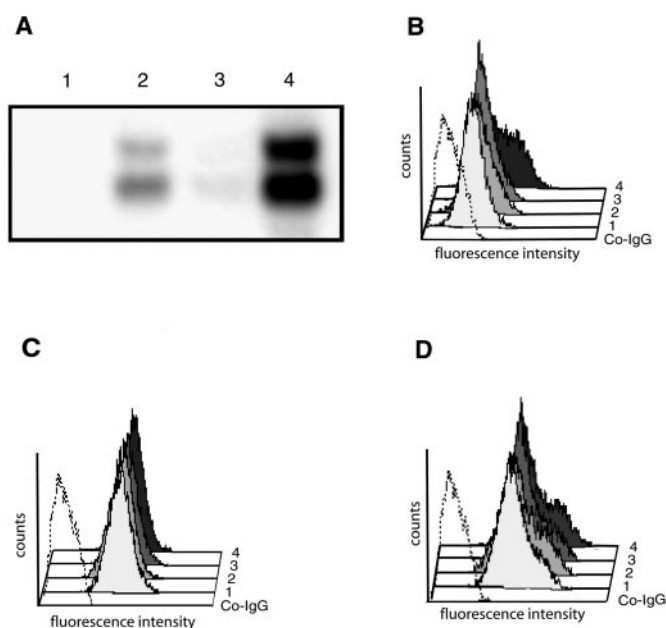 A
1 2 3 4
B
counts
4
3
2
1
Co-IgG
fluorescence intensity
C
counts
4
3
2
1
Co-IgG
fluorescence intensity
D
counts
4
3
2
1
Co-IgG
fluorescence intensity